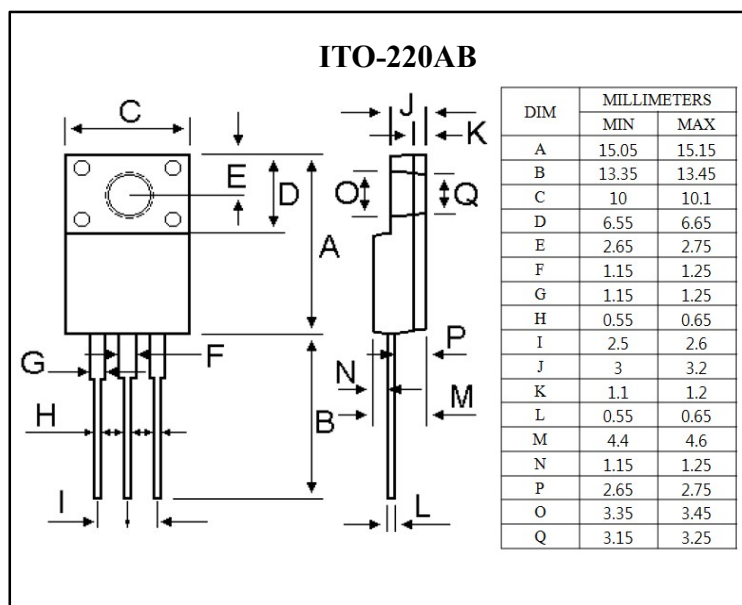 ITO-220AB
C
E
D
A
G
F
H
B
I
J
K
O
Q
P
N
M
L
DIM MILLIMETERS
MIN MAX
A 15.05 15.15
B 13.35 13.45
C 10 10.1
D 6.55 6.65
E 2.65 2.75
F 1.15 1.25
G 1.15 1.25
H 0.55 0.65
I 2.5 2.6
J 3 3.2
K 1.1 1.2
L 0.55 0.65
M 4.4 4.6
N 1.15 1.25
P 2.65 2.75
O 3.35 3.45
Q 3.15 3.25